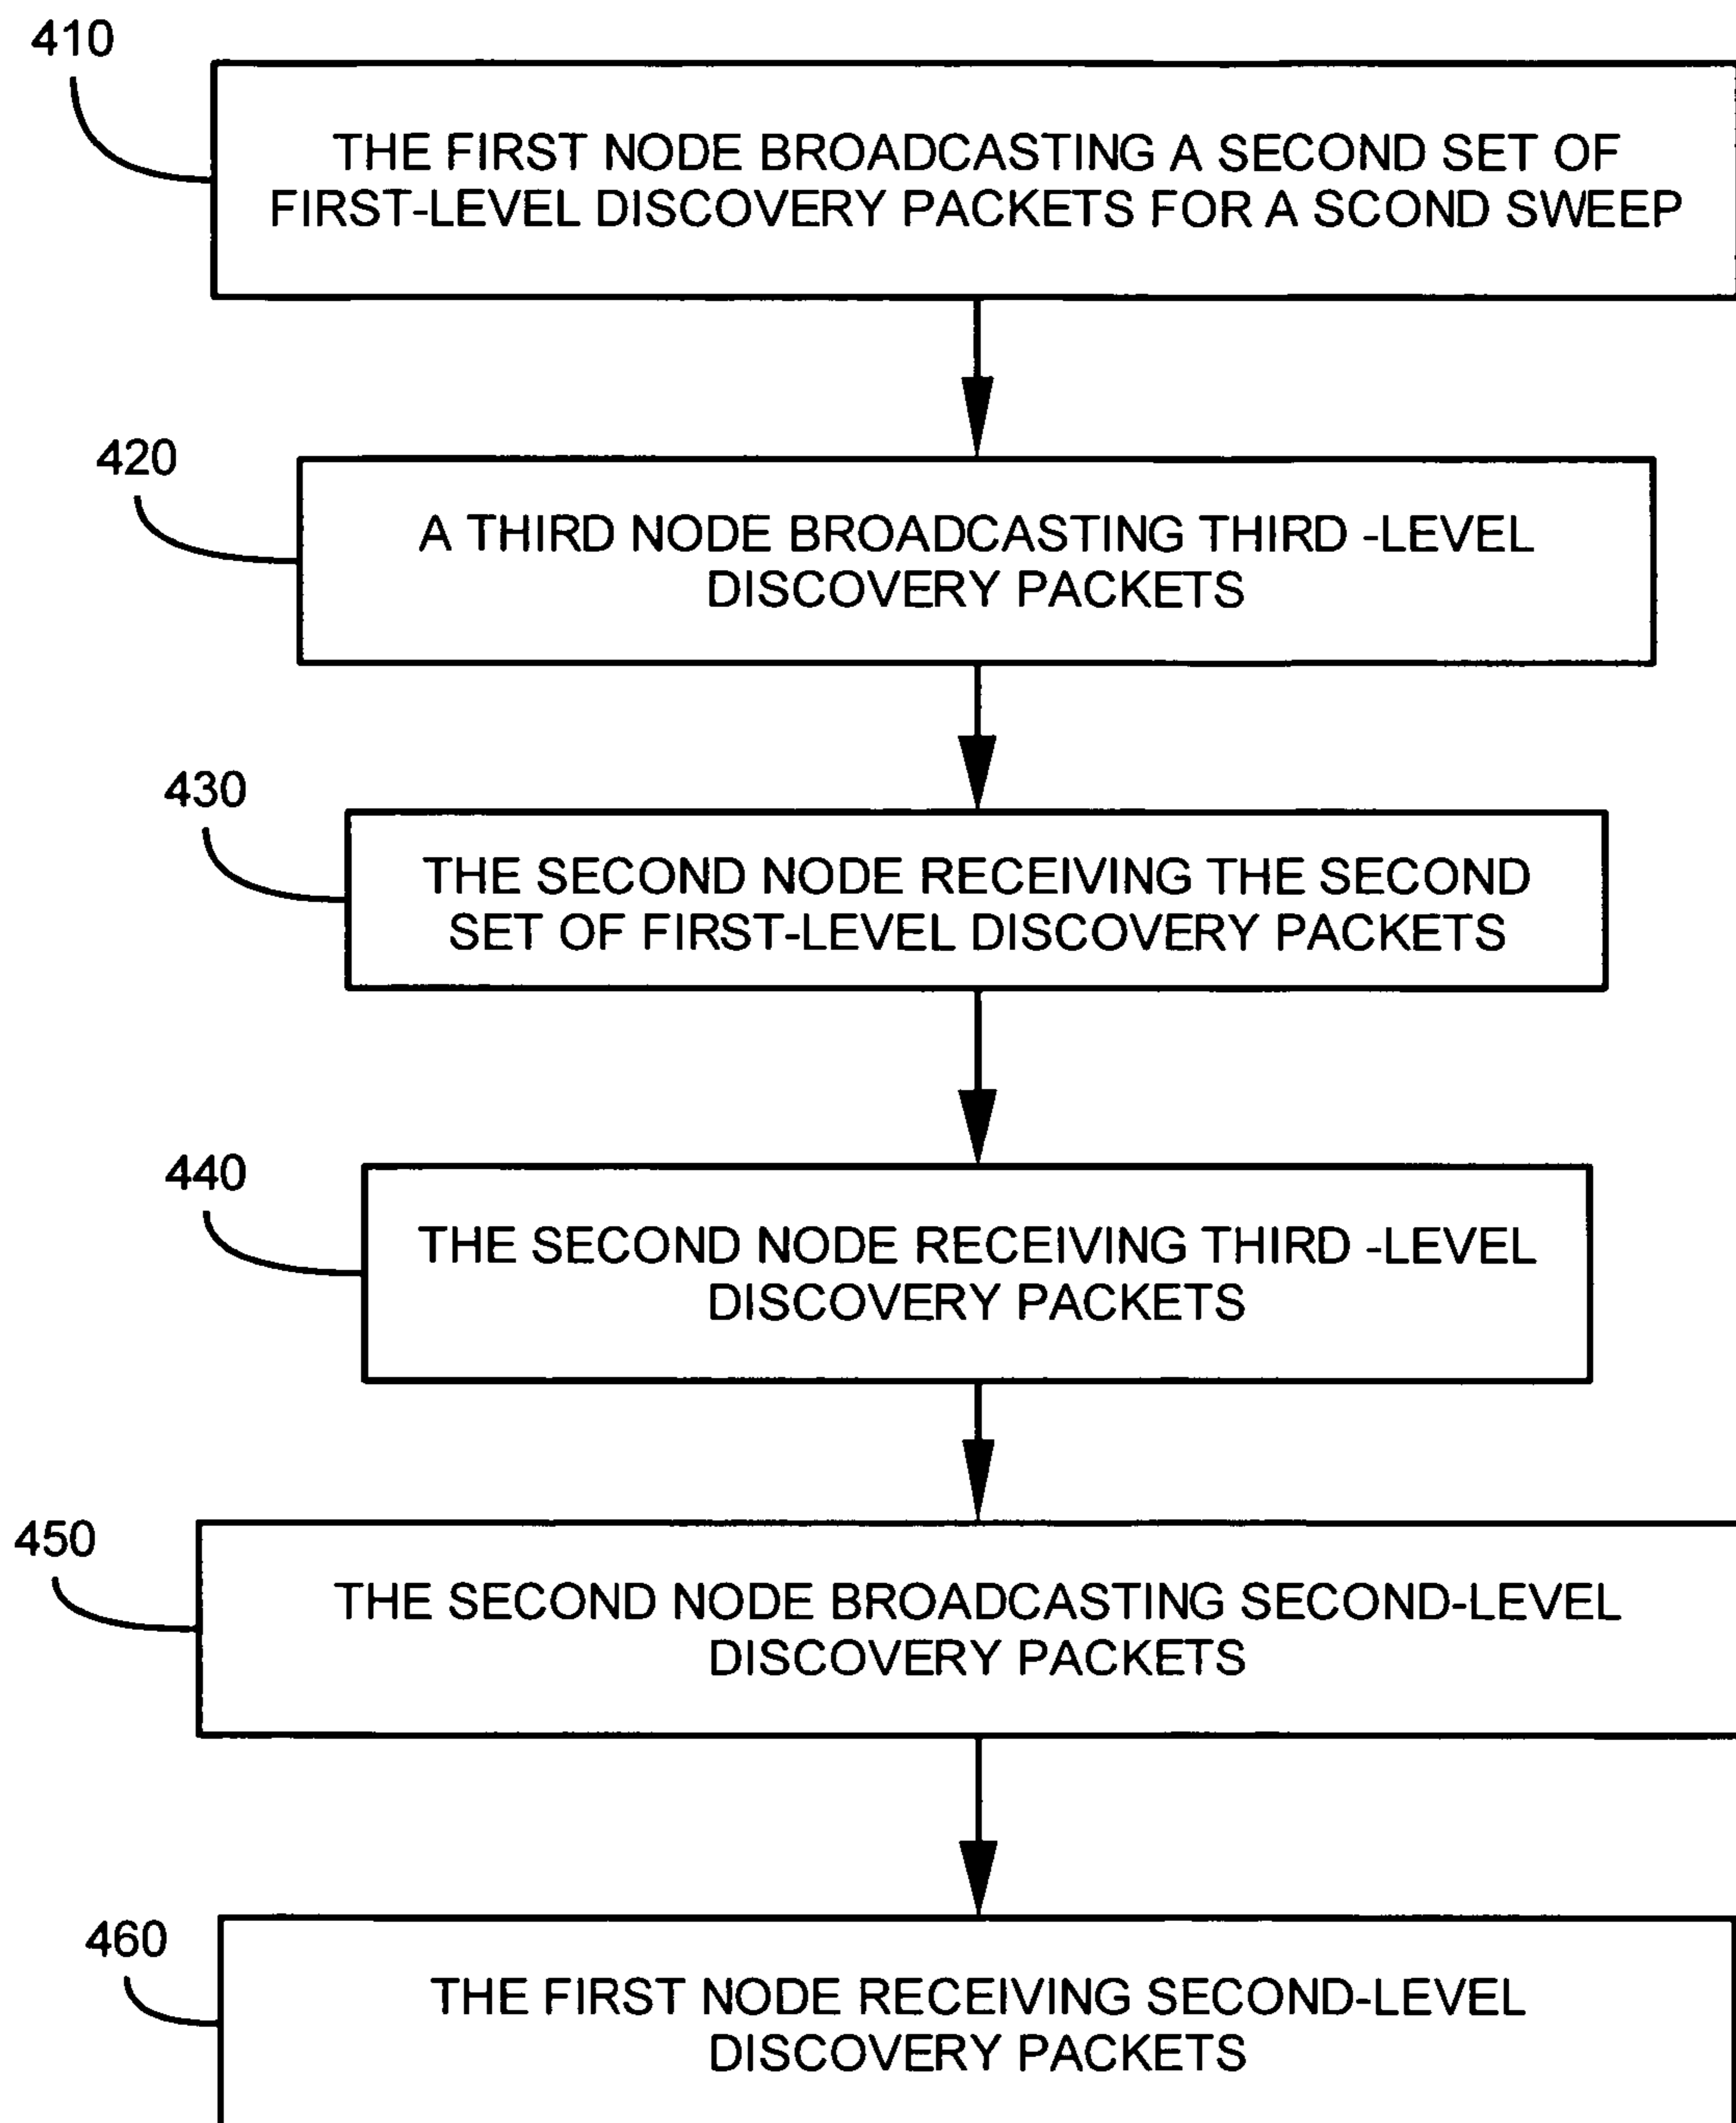 410
THE FIRST NODE BROADCASTING A SECOND SET OF
FIRST-LEVEL DISCOVERY PACKETS FOR A SCOND SWEEP
420
A THIRD NODE BROADCASTING THIRD -LEVEL
DISCOVERY PACKETS
430
THE SECOND NODE RECEIVING THE SECOND
SET OF FIRST-LEVEL DISCOVERY PACKETS
440
THE SECOND NODE RECEIVING THIRD -LEVEL
DISCOVERY PACKETS
450
THE SECOND NODE BROADCASTING SECOND-LEVEL
DISCOVERY PACKETS
460
THE FIRST NODE RECEIVING SECOND-LEVEL
DISCOVERY PACKETS